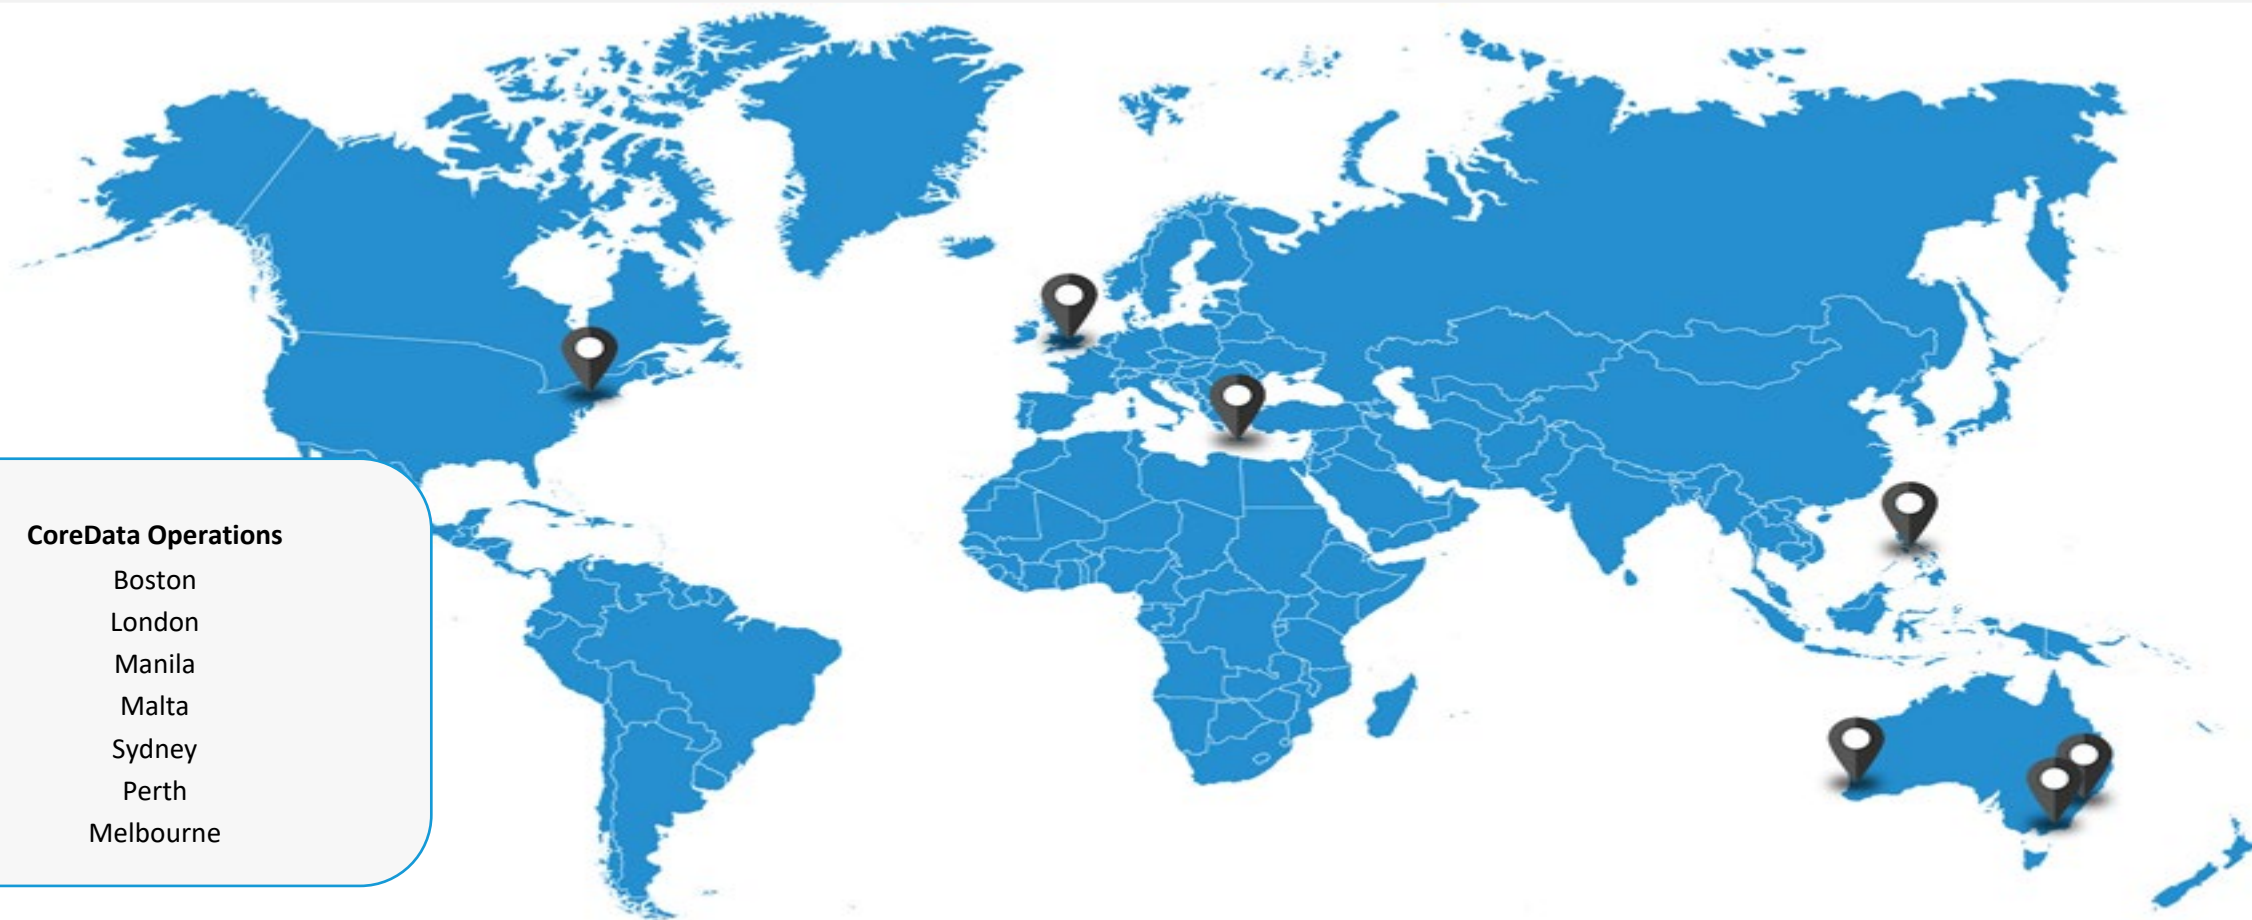 CoreData Operations
Boston
London
Manila
Malta
Sydney
Perth
Melbourne